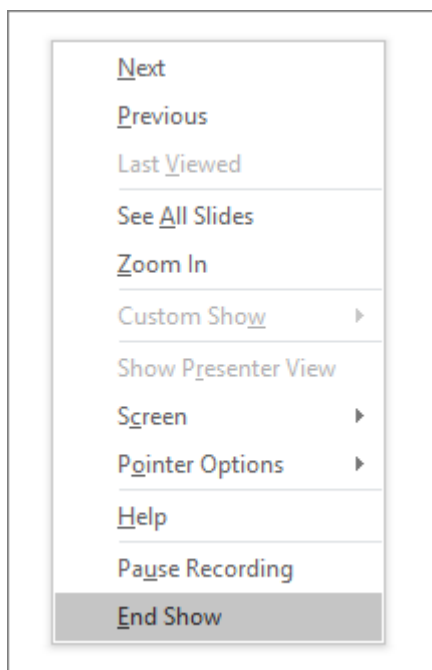 Next
Previous
Last Viewed
See All Slides
Zoom In
Custom Show
Show Presenter View
Screen
Pointer Options
Help
Pause Recording
End Show